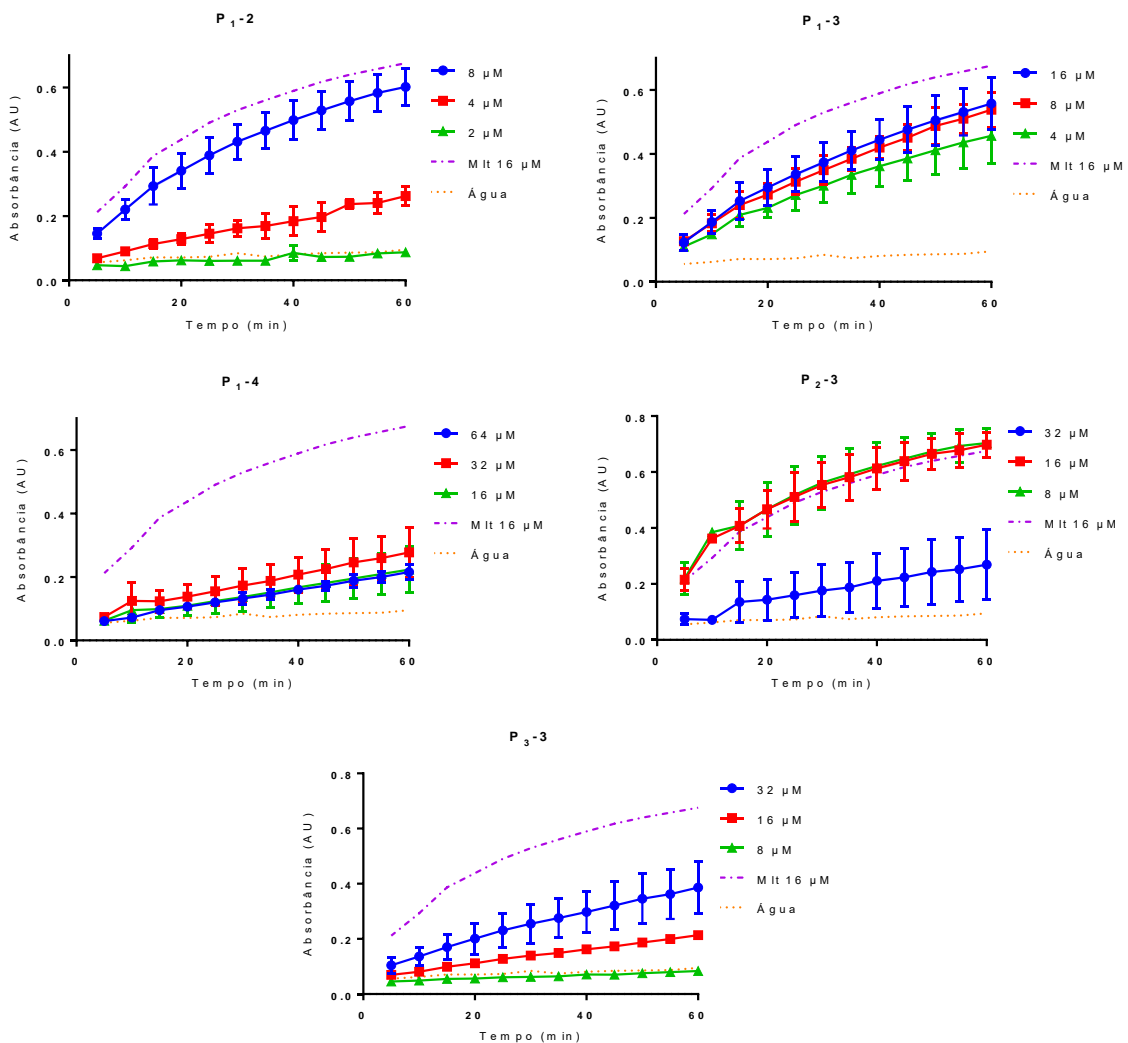 P1-2
Absorbância (AU)
0.6
0.4
0.2
0.0
0
20
40
60
Tempo (min)
8 µM
4 µM
2 µM
Mlt 16 µM
Água
P1-3
Absorbância (AU)
0.6
0.4
0.2
0.0
0
20
40
60
Tempo (min)
16 µM
8 µM
4 µM
Mlt 16 µM
Água
P1-4
Absorbância (AU)
0.6
0.4
0.2
0.0
0
20
40
60
Tempo (min)
64 µM
32 µM
16 µM
Mlt 16 µM
Água
P2-3
Absorbância (AU)
0.8
0.6
0.4
0.2
0.0
0
20
40
60
Tempo (min)
32 µM
16 µM
8 µM
Mlt 16 µM
Água
P3-3
Absorbância (AU)
0.8
0.6
0.4
0.2
0.0
0
20
40
60
Tempo (min)
32 µM
16 µM
8 µM
Mlt 16 µM
Água